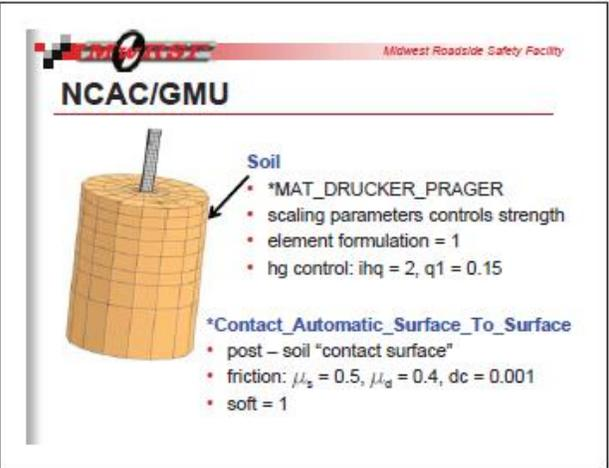 MwRSF
Midwest Roadside Safety Facility
NCAC/GMU
Soil
• *MAT_DRUCKER_PRAGER
• scaling parameters controls strength
• element formulation = 1
• hg control: ihq = 2, q1 = 0.15
*Contact_Automatic_Surface_To_Surface
• post – soil “contact surface”
• friction: μs = 0.5, μd = 0.4, dc = 0.001
• soft = 1